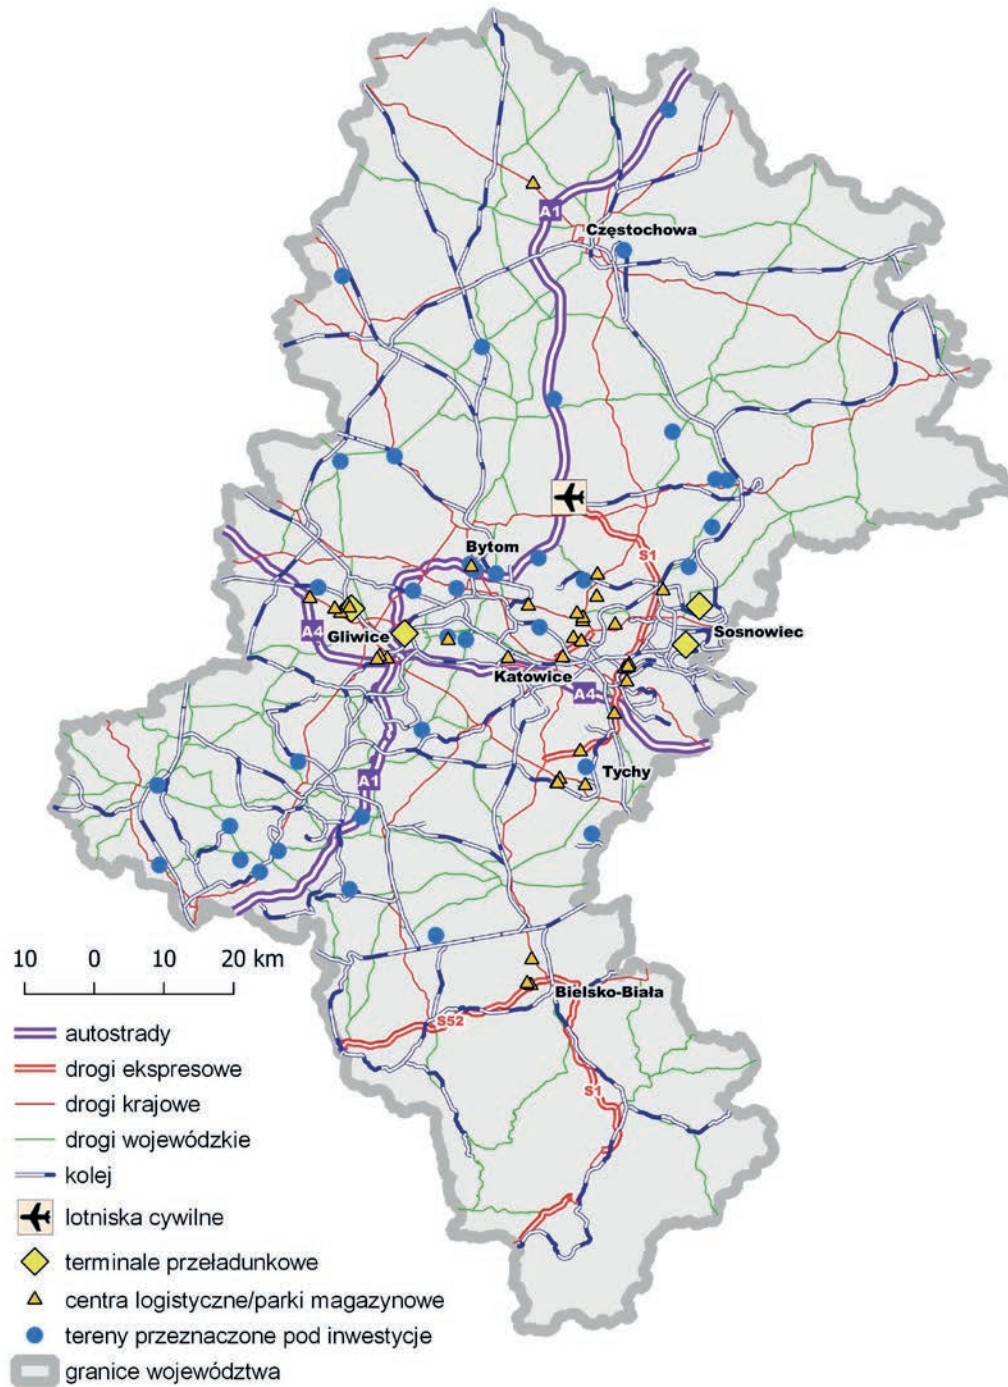 A1
Częstochowa
S1
Bytom
A4
Gliwice
Sosnowiec
Katowice
A4
Tychy
A1
10 0 10 20 km
Bielsko-Biała
S52
S1
autostrady
drogi ekspresowe
drogi krajowe
drogi wojewódzkie
kolej
lotniska cywilne
terminale przeładunkowe
centra logistyczne/parki magazynowe
tereny przeznaczone pod inwestycje
granice województwa